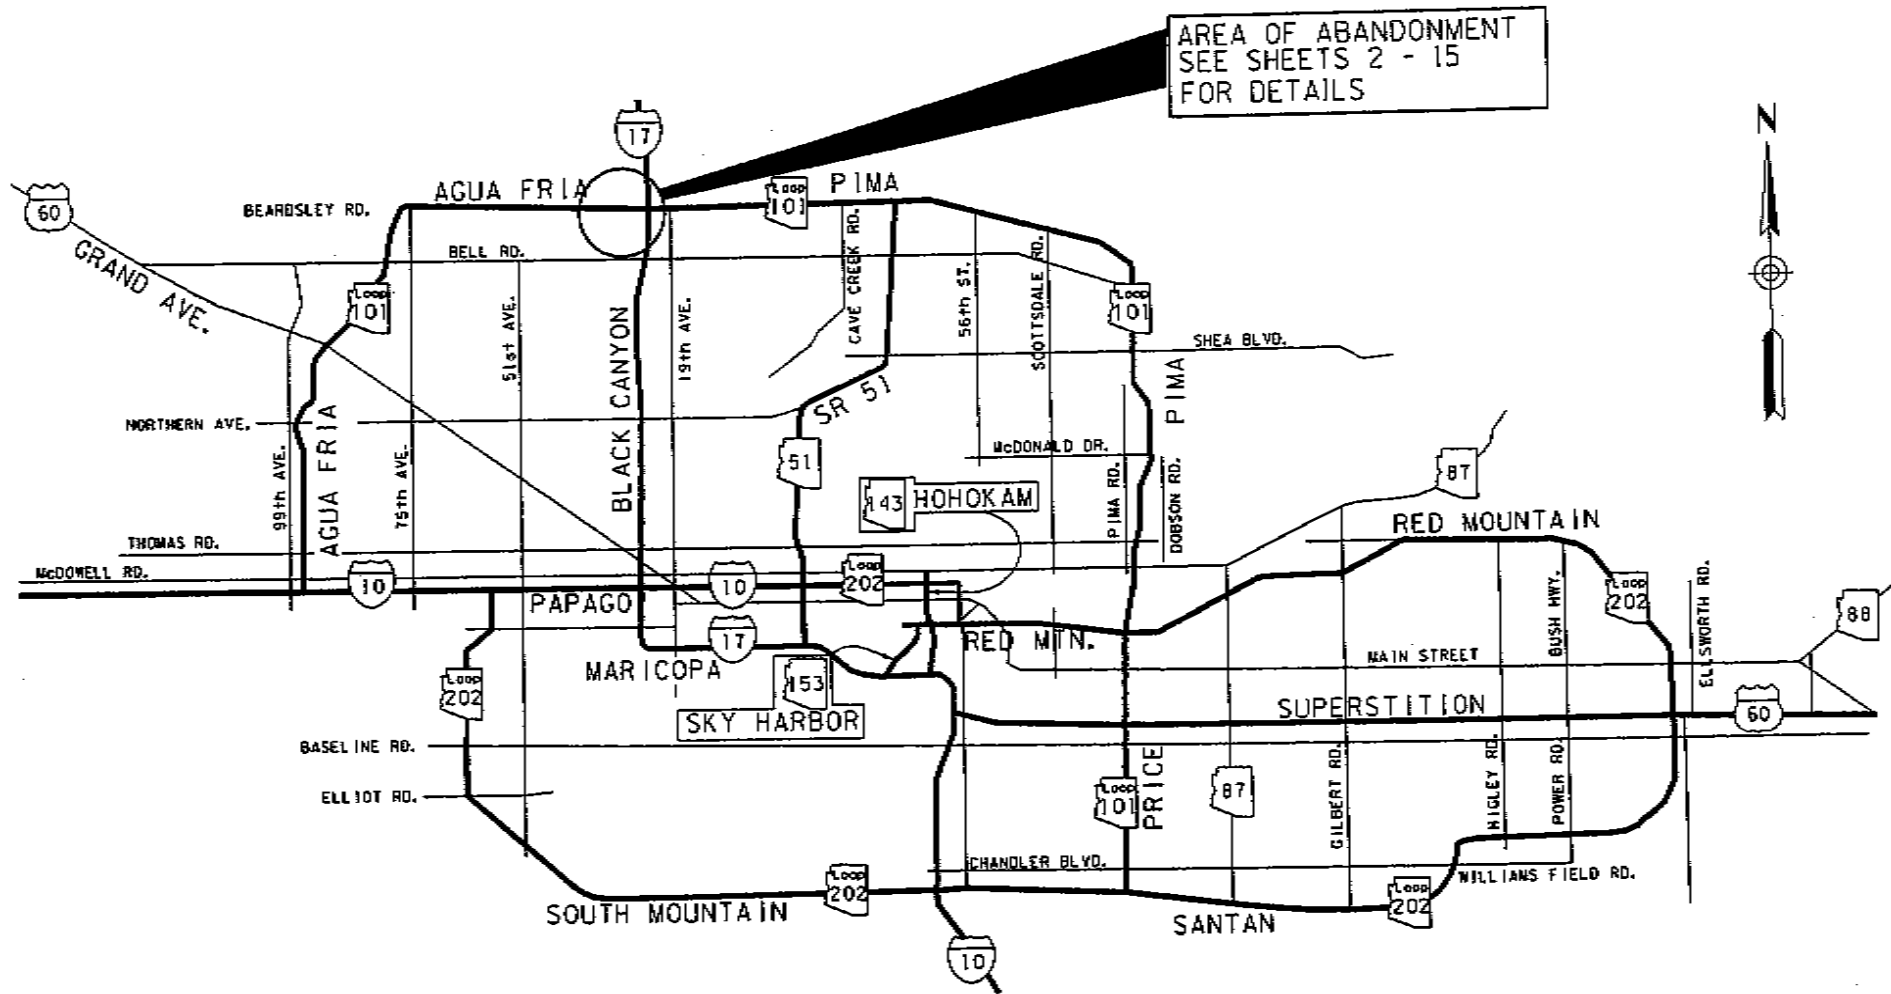 AREA OF ABANDONMENT
SEE SHEETS 2 - 15
FOR DETAILS
N
17
60
GRAND AVE.
BEARDSLEY RD.
AGUA FRIA
Loop
101
PIMA
BELL RD.
CAVE CREEK RD.
56th ST.
SCOTTSDALE RD.
Loop
101
Loop
101
51st AVE.
BLACK CANYON
19th AVE.
SHEA BLVD.
PIMA
SR 51
NORTHERN AVE.
AGUA FRIA
99th AVE.
75th AVE.
51
McDONALD DR.
PIMA RD.
DOBSON RD.
87
143
HOHOKAM
RED MOUNTAIN
THOMAS RD.
McDOWELL RD.
10
PAPAGO
10
Loop
202
BUSH HWY.
Loop
202
ELLSWORTH RD.
88
17
RED MTN.
MAIN STREET
MARICOPA
153
SKY HARBOR
Loop
202
SUPERSTITION
60
BASELINE RD.
ELLIOT RD.
Loop
101
PRICE
87
GILBERT RD.
HIGLEY RD.
POWER RD.
CHANDLER BLVD.
WILLIAMS FIELD RD.
Loop
202
SOUTH MOUNTAIN
Loop
202
SANTAN
10